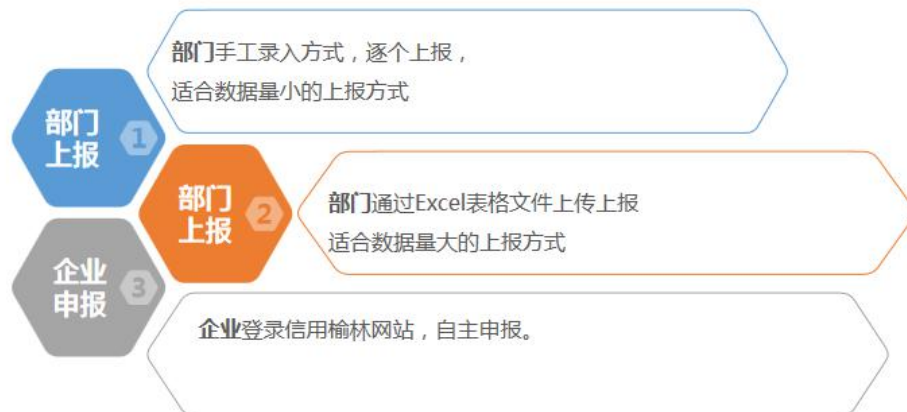 部门手工录入方式，逐个上报，
适合数据量小的上报方式
部门
上报
1
部门
上报
2
部门通过Excel表格文件上传上报
适合数据量大的上报方式
企业
申报
3
企业登录信用榆林网站，自主申报。